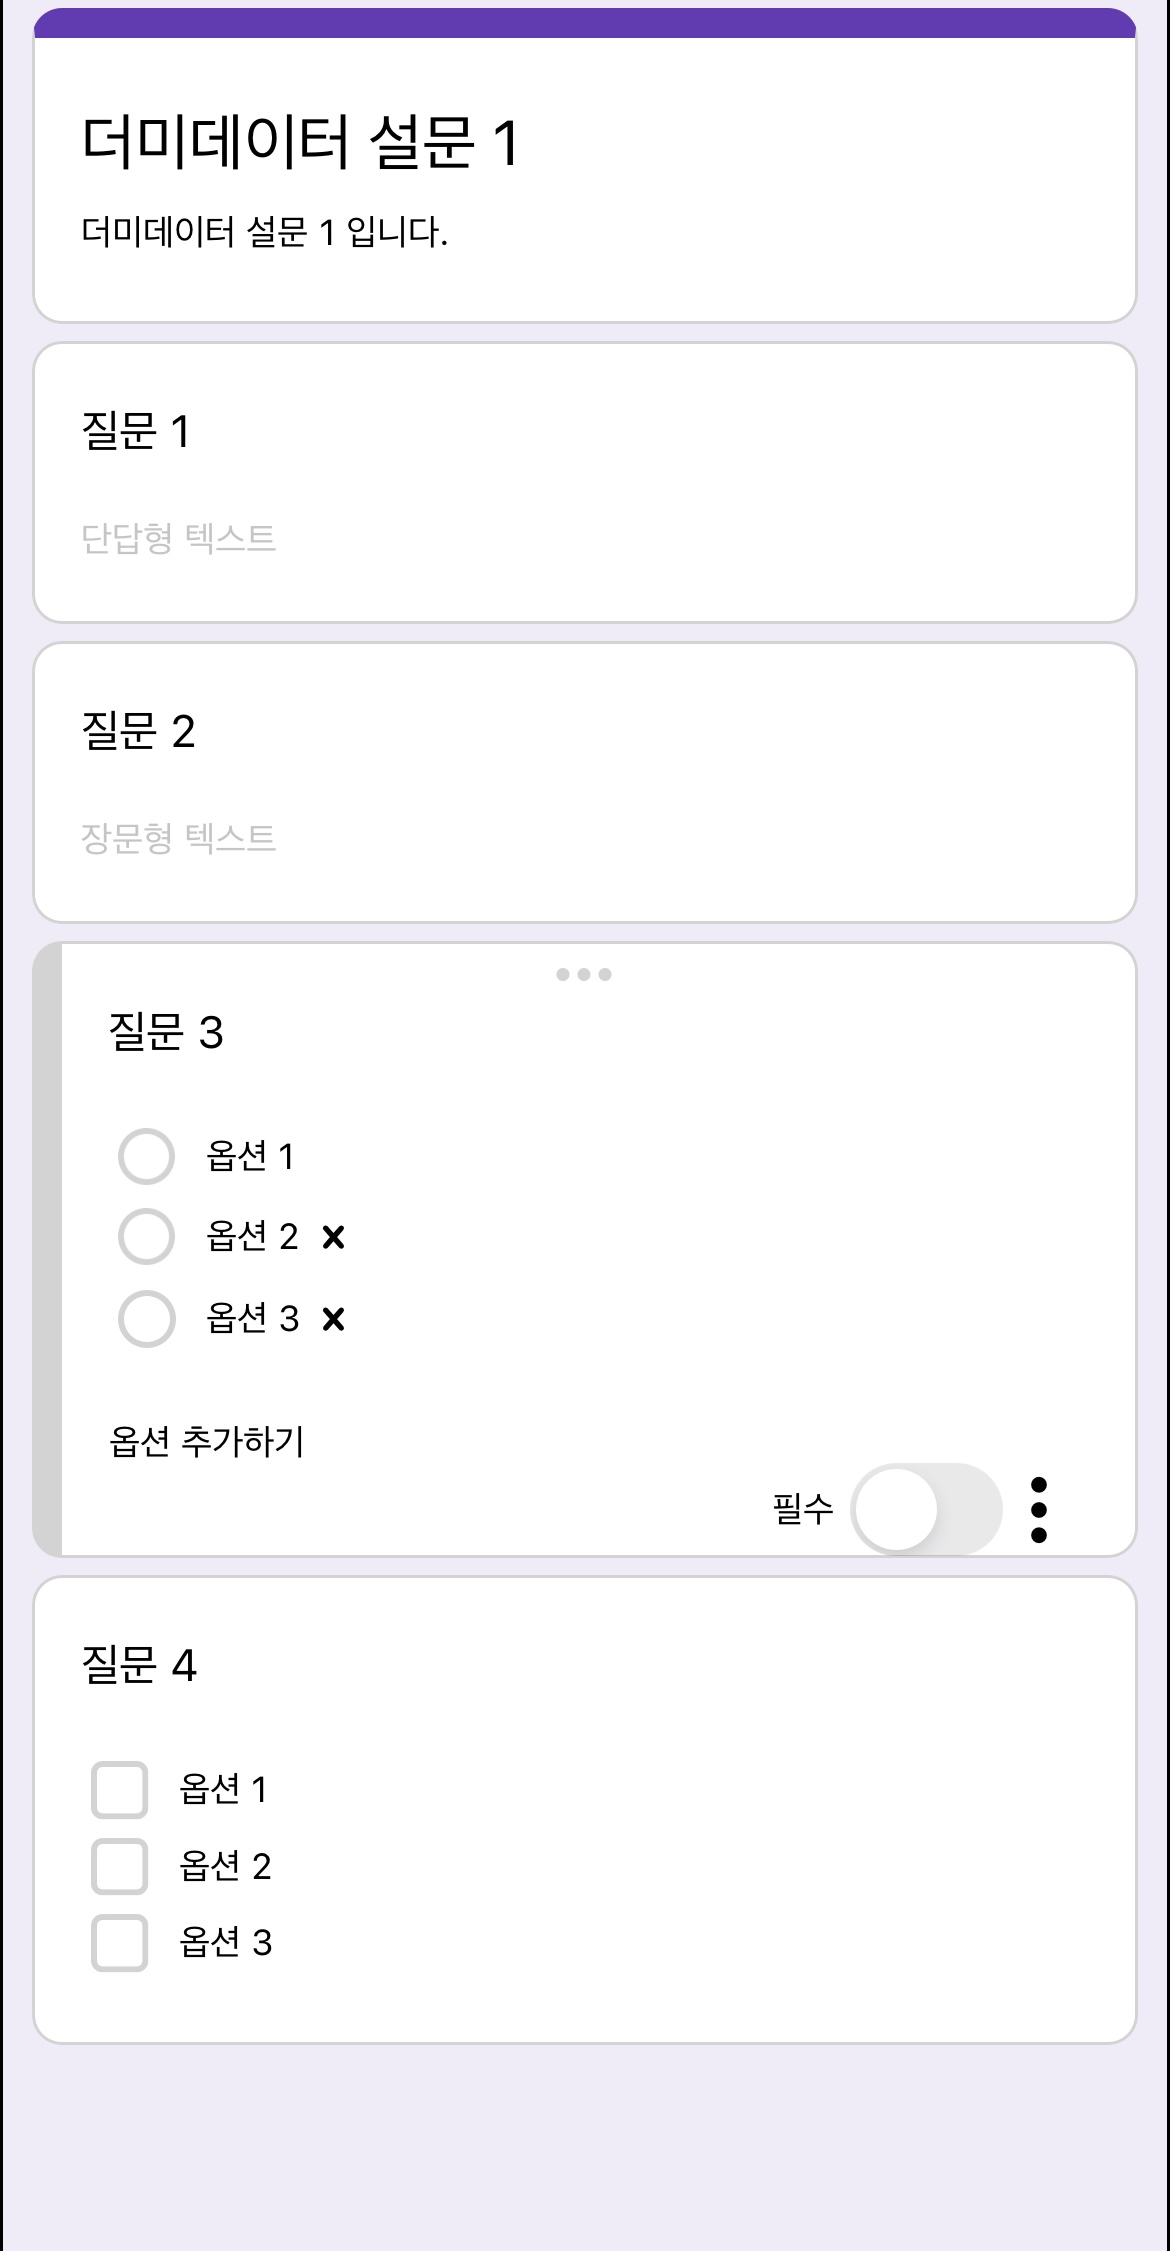 더미데이터 설문 1
더미데이터 설문 1 입니다.
질문 1
단답형 텍스트
질문 2
장문형 텍스트
질문 3
옵션 1
옵션 2
옵션 3
옵션 추가하기
필수
질문 4
옵션 1
옵션 2
옵션 3